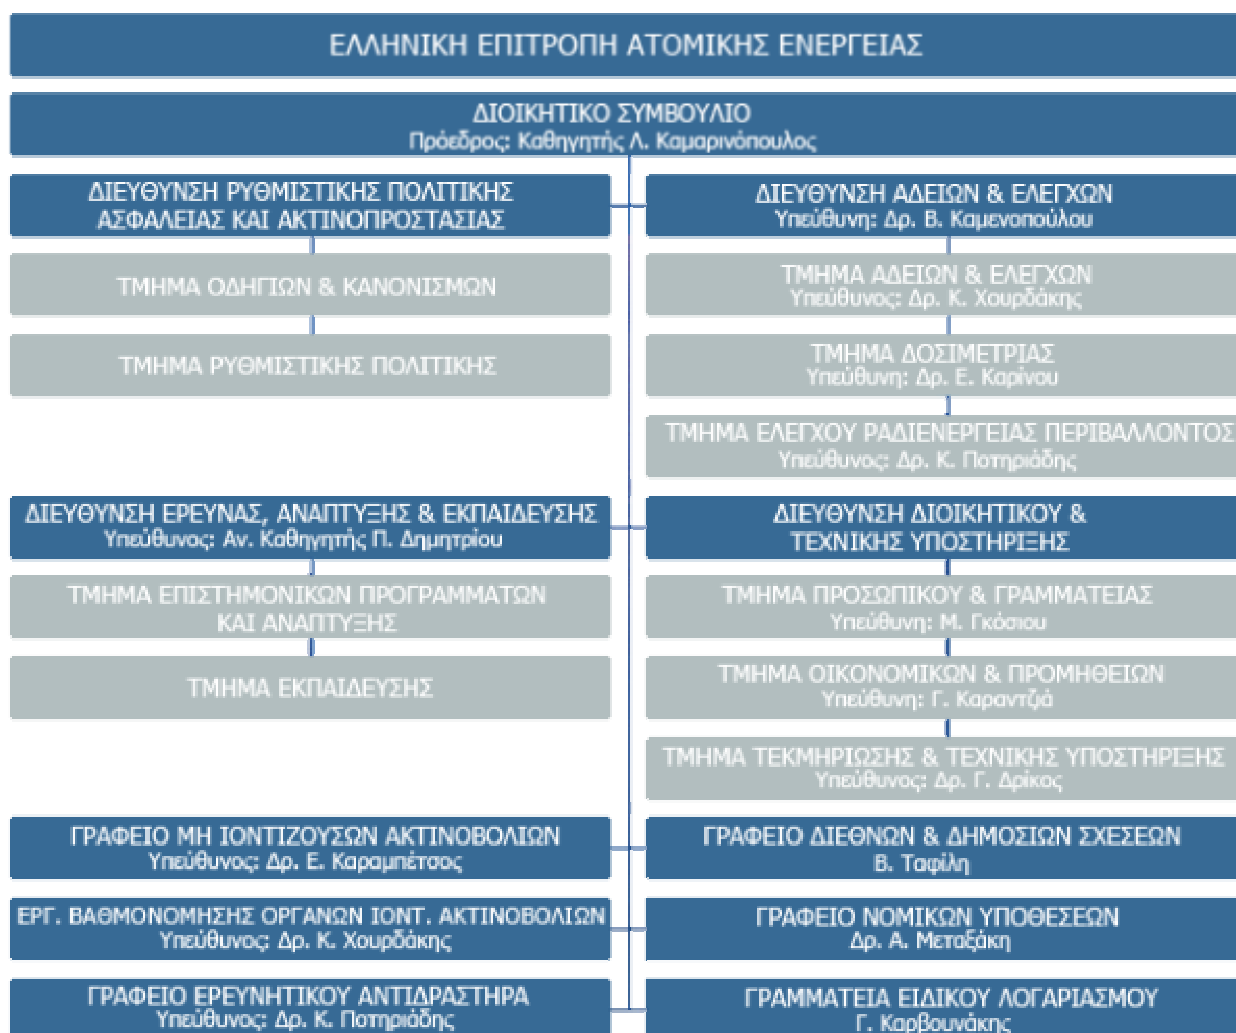 ΕΛΛΗΝΙΚΗ ΕΠΙΤΡΟΠΗ ΑΤΟΜΙΚΗΣ ΕΝΕΡΓΕΙΑΣ
ΔΙΟΙΚΗΤΙΚΟ ΣΥΜΒΟΥΛΙΟ
Πρόεδρος: Καθηγητής Λ. Καμαρινόπουλος
ΔΙΕΥΘΥΝΣΗ ΡΥΘΜΙΣΤΙΚΗΣ ΠΟΛΙΤΙΚΗΣ
ΑΣΦΑΛΕΙΑΣ ΚΑΙ ΑΚΤΙΝΟΠΡΟΣΤΑΣΙΑΣ
ΤΜΗΜΑ ΟΔΗΓΙΩΝ & ΚΑΝΟΝΙΣΜΩΝ
ΤΜΗΜΑ ΡΥΘΜΙΣΤΙΚΗΣ ΠΟΛΙΤΙΚΗΣ
ΔΙΕΥΘΥΝΣΗ ΑΔΕΙΩΝ & ΕΛΕΓΧΩΝ
Υπεύθυνη: Δρ. Β. Καμενοπούλου
ΤΜΗΜΑ ΑΔΕΙΩΝ & ΕΛΕΓΧΩΝ
Υπεύθυνος: Δρ. Κ. Χουρδάκης
ΤΜΗΜΑ ΔΟΣΙΜΕΤΡΙΑΣ
Υπεύθυνη: Δρ. Ε. Καρίνου
ΤΜΗΜΑ ΕΛΕΓΧΟΥ ΡΑΔΙΕΝΕΡΓΕΙΑΣ ΠΕΡΙΒΑΛΛΟΝΤΟΣ
Υπεύθυνος: Δρ. Κ. Ποτηριάδης
ΔΙΕΥΘΥΝΣΗ ΕΡΕΥΝΑΣ, ΑΝΑΠΤΥΞΗΣ & ΕΚΠΑΙΔΕΥΣΗΣ
Υπεύθυνος: Αν. Καθηγητής Π. Δημητρίου
ΤΜΗΜΑ ΕΠΙΣΤΗΜΟΝΙΚΩΝ ΠΡΟΓΡΑΜΜΑΤΩΝ
ΚΑΙ ΑΝΑΠΤΥΞΗΣ
ΤΜΗΜΑ ΕΚΠΑΙΔΕΥΣΗΣ
ΔΙΕΥΘΥΝΣΗ ΔΙΟΙΚΗΤΙΚΟΥ &
ΤΕΧΝΙΚΗΣ ΥΠΟΣΤΗΡΙΞΗΣ
ΤΜΗΜΑ ΠΡΟΣΩΠΙΚΟΥ & ΓΡΑΜΜΑΤΕΙΑΣ
Υπεύθυνη: Μ. Γκόσιου
ΤΜΗΜΑ ΟΙΚΟΝΟΜΙΚΩΝ & ΠΡΟΜΗΘΕΙΩΝ
Υπεύθυνη: Γ. Καραντζιά
ΤΜΗΜΑ ΤΕΚΜΗΡΙΩΣΗΣ & ΤΕΧΝΙΚΗΣ ΥΠΟΣΤΗΡΙΞΗΣ
Υπεύθυνος: Δρ. Γ. Δρίκος
ΓΡΑΦΕΙΟ ΜΗ ΙΟΝΤΙΖΟΥΣΩΝ ΑΚΤΙΝΟΒΟΛΙΩΝ
Υπεύθυνος: Δρ. Ε. Καραμπέτσος
ΓΡΑΦΕΙΟ ΔΙΕΘΝΩΝ & ΔΗΜΟΣΙΩΝ ΣΧΕΣΕΩΝ
Β. Ταφίλη
ΕΡΓ. ΒΑΘΜΟΝΟΜΗΣΗΣ ΟΡΓΑΝΩΝ ΙΟΝΤ. ΑΚΤΙΝΟΒΟΛΙΩΝ
Υπεύθυνος: Δρ. Κ. Χουρδάκης
ΓΡΑΦΕΙΟ ΝΟΜΙΚΩΝ ΥΠΟΘΕΣΕΩΝ
Δρ. Α. Μεταξάκη
ΓΡΑΦΕΙΟ ΕΡΕΥΝΗΤΙΚΟΥ ΑΝΤΙΔΡΑΣΤΗΡΑ
Υπεύθυνος: Δρ. Κ. Ποτηριάδης
ΓΡΑΜΜΑΤΕΙΑ ΕΙΔΙΚΟΥ ΛΟΓΑΡΙΑΣΜΟΥ
Γ. Καρβουνάκης